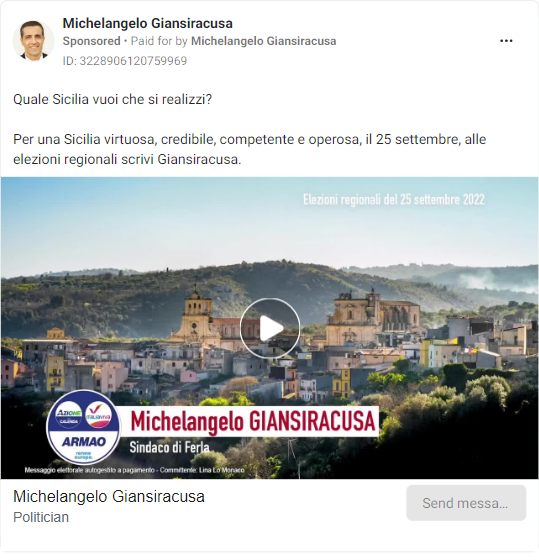 Michelangelo Giansiracusa
Sponsored • Paid for by Michelangelo Giansiracusa
ID: 3228906120759969
Quale Sicilia vuoi che si realizzi?
Per una Sicilia virtuosa, credibile, competente e operosa, il 25 settembre, alle
elezioni regionali scrivi Giansiracusa.
Elezioni regionali del 25 settembre 2022
AZIONE
CALENDA
ITALIAVIVA
ARMAO
renew
europe.
Michelangelo GIANSIRACUSA
Sindaco di Ferla
Messaggio elettorale autogestito a pagamento - Committente: Lina Lo Monaco
Michelangelo Giansiracusa
Politician
Send messa...